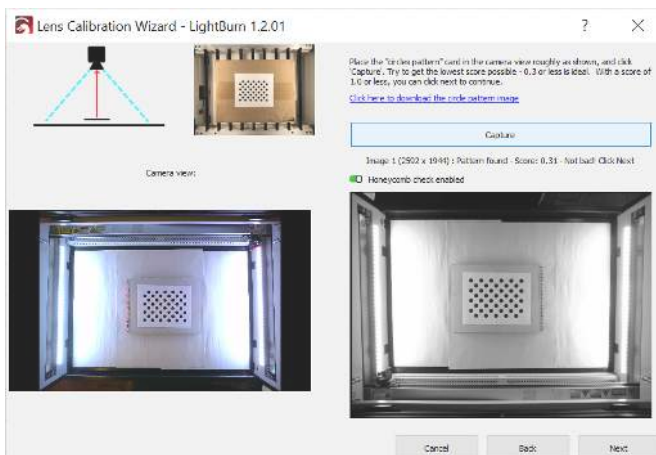 Lens Calibration Wizard - LightBurn 1.2.01
Place the "circles pattern" card in the camera view roughly as shown, and click
'Capture'. Try to get the lowest score possible - 0.3 or less is ideal. With a score of
1.0 or less, you can click next to continue.
Click here to download the circle pattern image
Capture
Image 1 (2592 x 1944) : Pattern found - Score: 0.31 - Not bad! Click Next
Camera view:
Honeycomb check enabled
Cancel
Back
Next